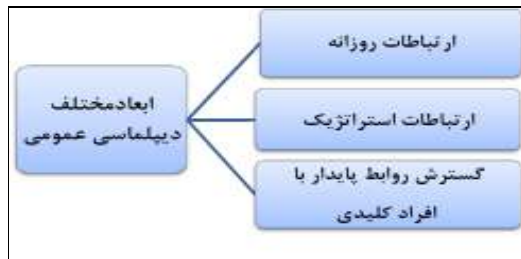 ابعادمختلف
دیپلماسی عمومی
ارتباطات روزانه
ارتباطات استراتژیک
گسترش روابط پایدار با
افراد کلیدی